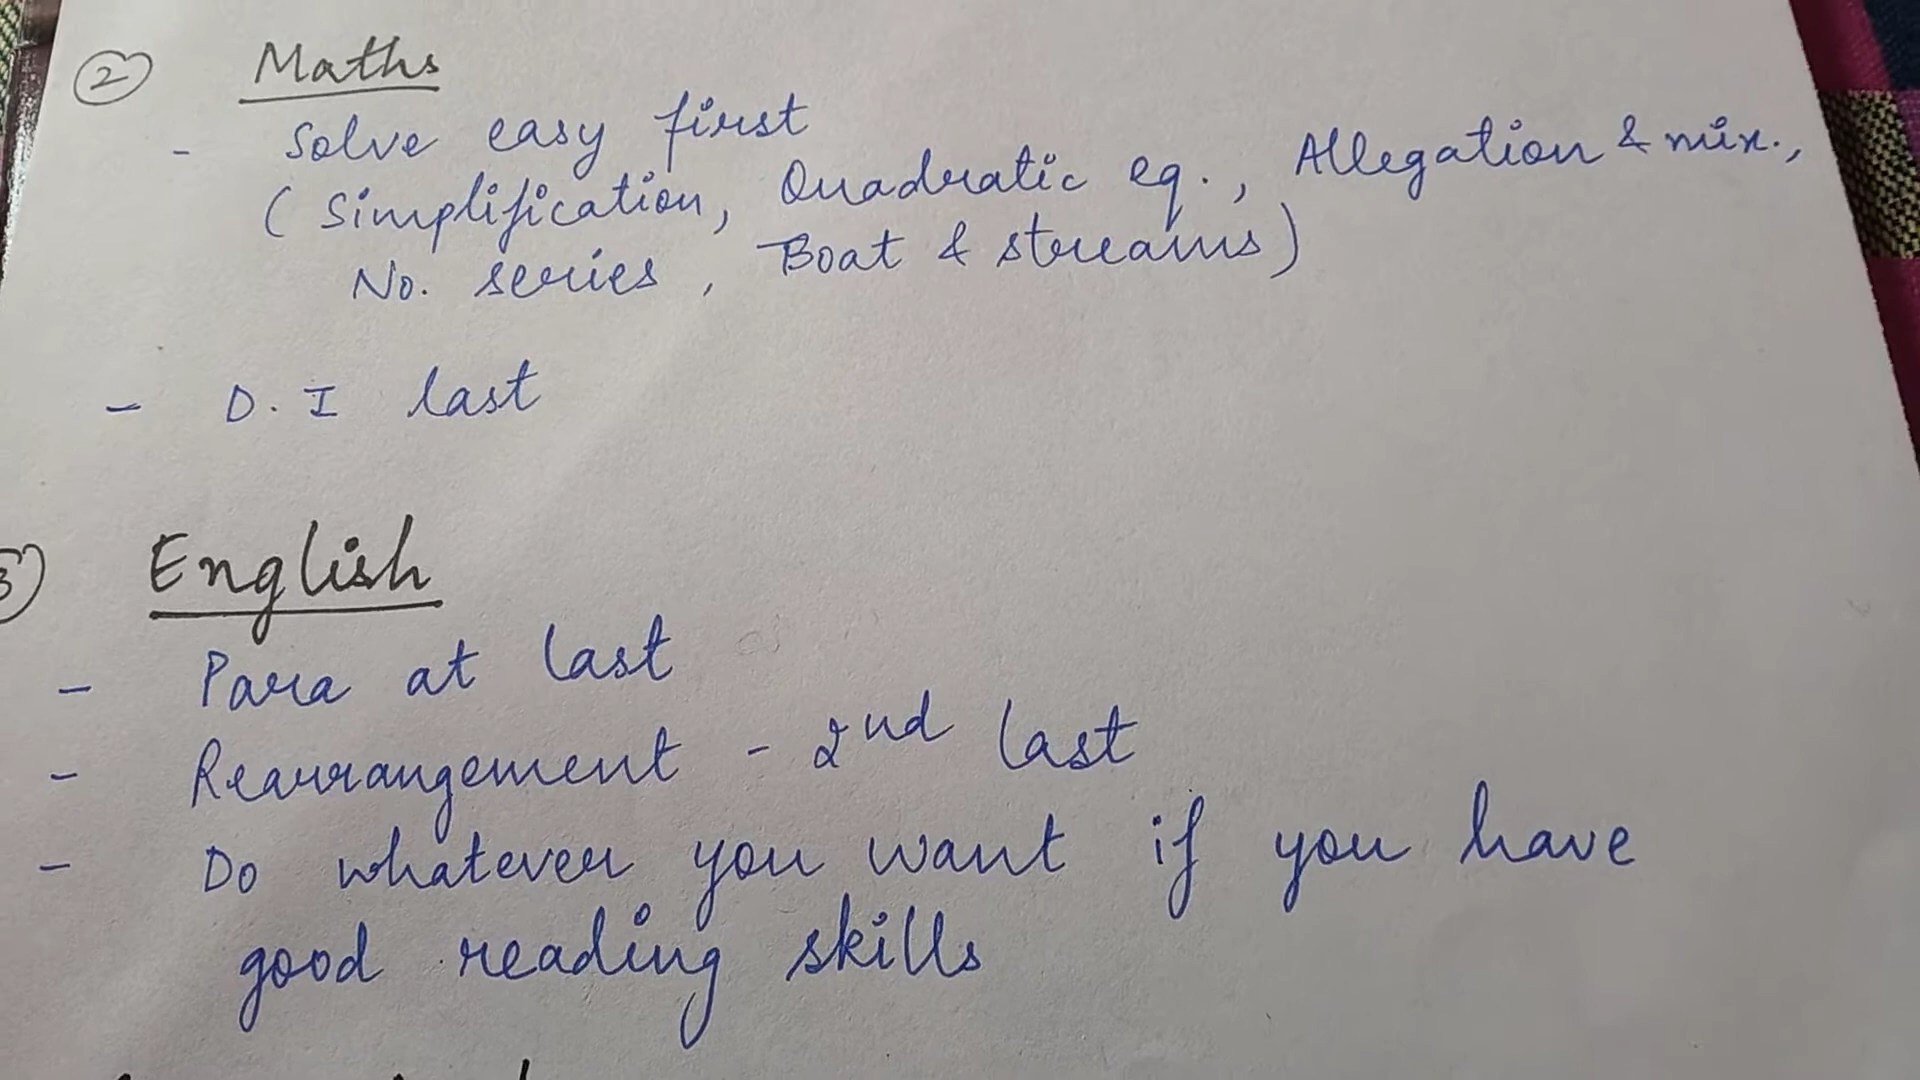 ② Maths
- Solve easy first
( Simplification, Quadratic eq., Allegation & mix.,
No. series, Boat & streams)
- D.I last
3) English
- Para at last
- Rearrangement - 2nd last
- Do whatever you want if you have
good reading skills